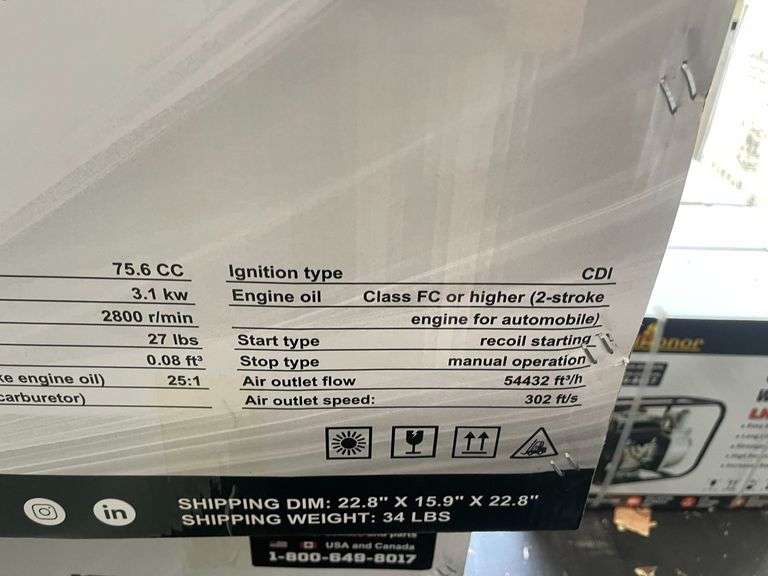 75.6 CC
3.1 kw
2800 r/min
27 lbs
0.08 ft³
ke engine oil) 25:1
carburetor)
Ignition type CDI
Engine oil Class FC or higher (2-stroke
engine for automobile)
Start type recoil starting
Stop type manual operation
Air outlet flow 54432 ft³/h
Air outlet speed: 302 ft/s
in
SHIPPING DIM: 22.8" X 15.9" X 22.8"
SHIPPING WEIGHT: 34 LBS
USA and Canada
1-800-649-8017
Honor